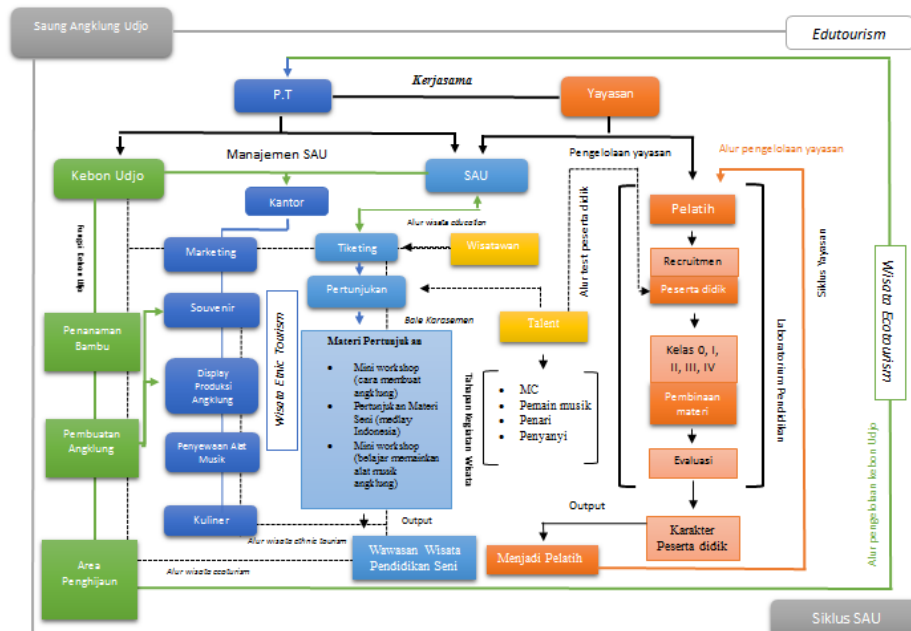 Saung Angklung Udjo
Edutourism
Kerjasama
P.T
Yayasan
Manajemen SAU
Pengelolaan yayasan
Alur pengelolaan yayasan
Kebon Udjo
SAU
Kantor
Pelatih
Alur wisata education
Fungsi Kebon Udjo
Marketing
Tiketing
Wisatawan
Alur test peserta didik
Recruitmen
Peserta didik
Siklus Yayasan
Wisata Ecotourism
Souvenir
Pertunjukan
Bale Karasemen
Talent
Penanaman
Bambu
Wisata Etnic Tourism
Materi Pertunjukan
Kelas 0, I,
II, III, IV
Laboratorium Pendidikan
Display
Produksi
Angklung
• Mini workshop
(cara membuat
angklung)
• Pertunjukan Materi
Seni (medlay
Indonesia)
• Mini workshop
(belajar memainkan
alat musik
angklung)
Tahapan Kegiatan Wisata
• MC
• Pemain musik
• Penari
• Penyanyi
Pembinaan
materi
Pembuatan
Angklung
Penyewaan Alat
Musik
Evaluasi
Alur pengelolaan kebon Udjo
Kuliner
Output
Output
Alur wisata ethnic tourism
Karakter
Peserta didik
Area
Penghijaun
Alur wisata ecoturism
Wawasan Wisata
Pendidikan Seni
Menjadi Pelatih
Siklus SAU